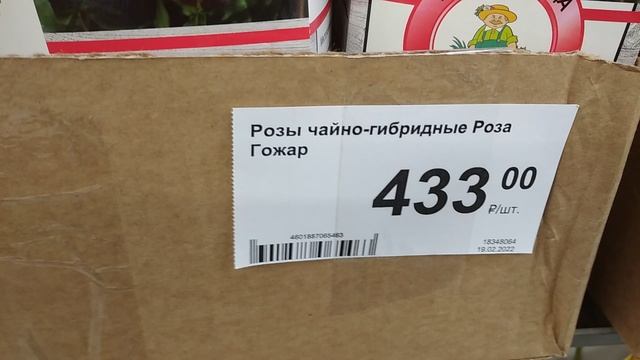 Розы чайно-гибридные Роза
Гожар
433 00
₽/шт.
4601887065463
18348064
19.02.2022